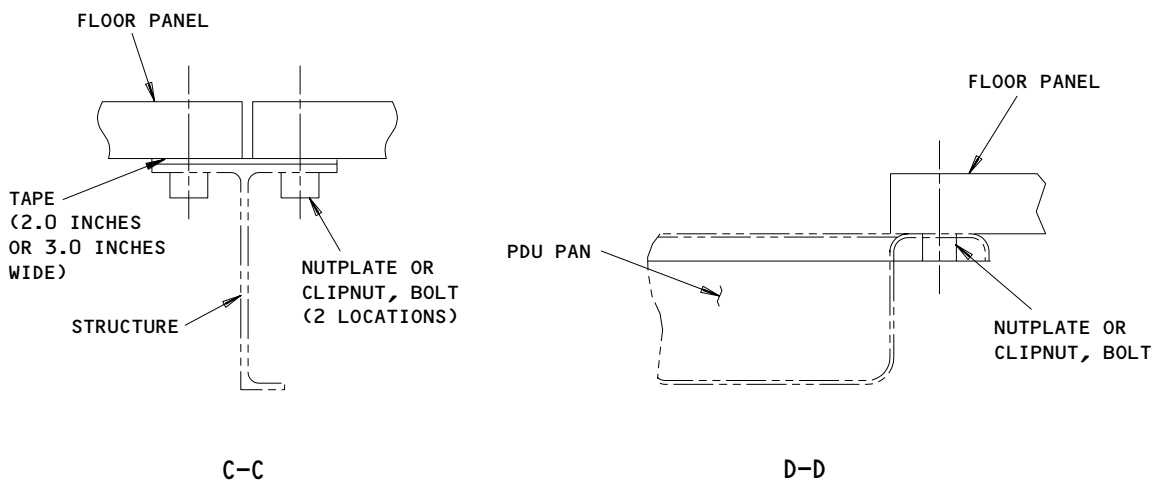 FLOOR PANEL
TAPE
(2.0 INCHES
OR 3.0 INCHES
WIDE)
STRUCTURE
NUTPLATE OR
CLIPNUT, BOLT
(2 LOCATIONS)
C-C
FLOOR PANEL
PDU PAN
NUTPLATE OR
CLIPNUT, BOLT
D-D